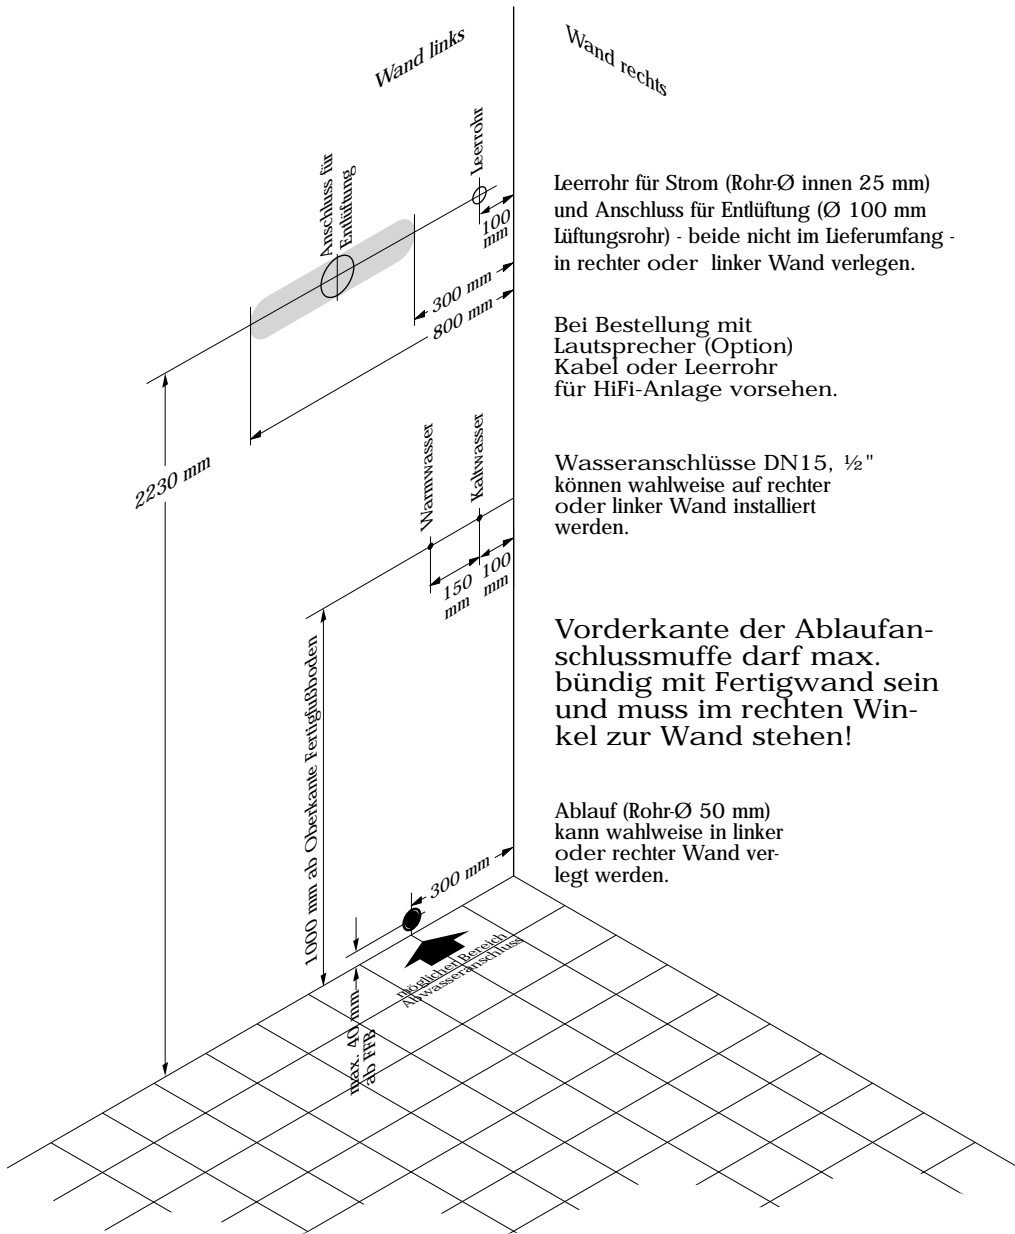 Wand links
Wand rechts
Leerrohr
Anschluss für
Entlüftung
100
mm
300 mm
800 mm
2230 mm
Leerrohr für Strom (Rohr-Ø innen 25 mm)
und Anschluss für Entlüftung (Ø 100 mm
Lüftungsrohr) - beide nicht im Lieferumfang -
in rechter oder linker Wand verlegen.
Bei Bestellung mit
Lautsprecher (Option)
Kabel oder Leerrohr
für HiFi-Anlage vorsehen.
Warmwasser
Kaltwasser
150
mm
100
mm
Wasseranschlüsse DN15, ½"
können wahlweise auf rechter
oder linker Wand installiert
werden.
1000 mm ab Oberkante Fertigfußboden
Vorderkante der Ablaufan-
schlussmuffe darf max.
bündig mit Fertigwand sein
und muss im rechten Win-
kel zur Wand stehen!
Ablauf (Rohr-Ø 50 mm)
kann wahlweise in linker
oder rechter Wand ver-
legt werden.
300 mm
möglicher Bereich
Abwasseranschluss
max. 40 mm
ab FFB